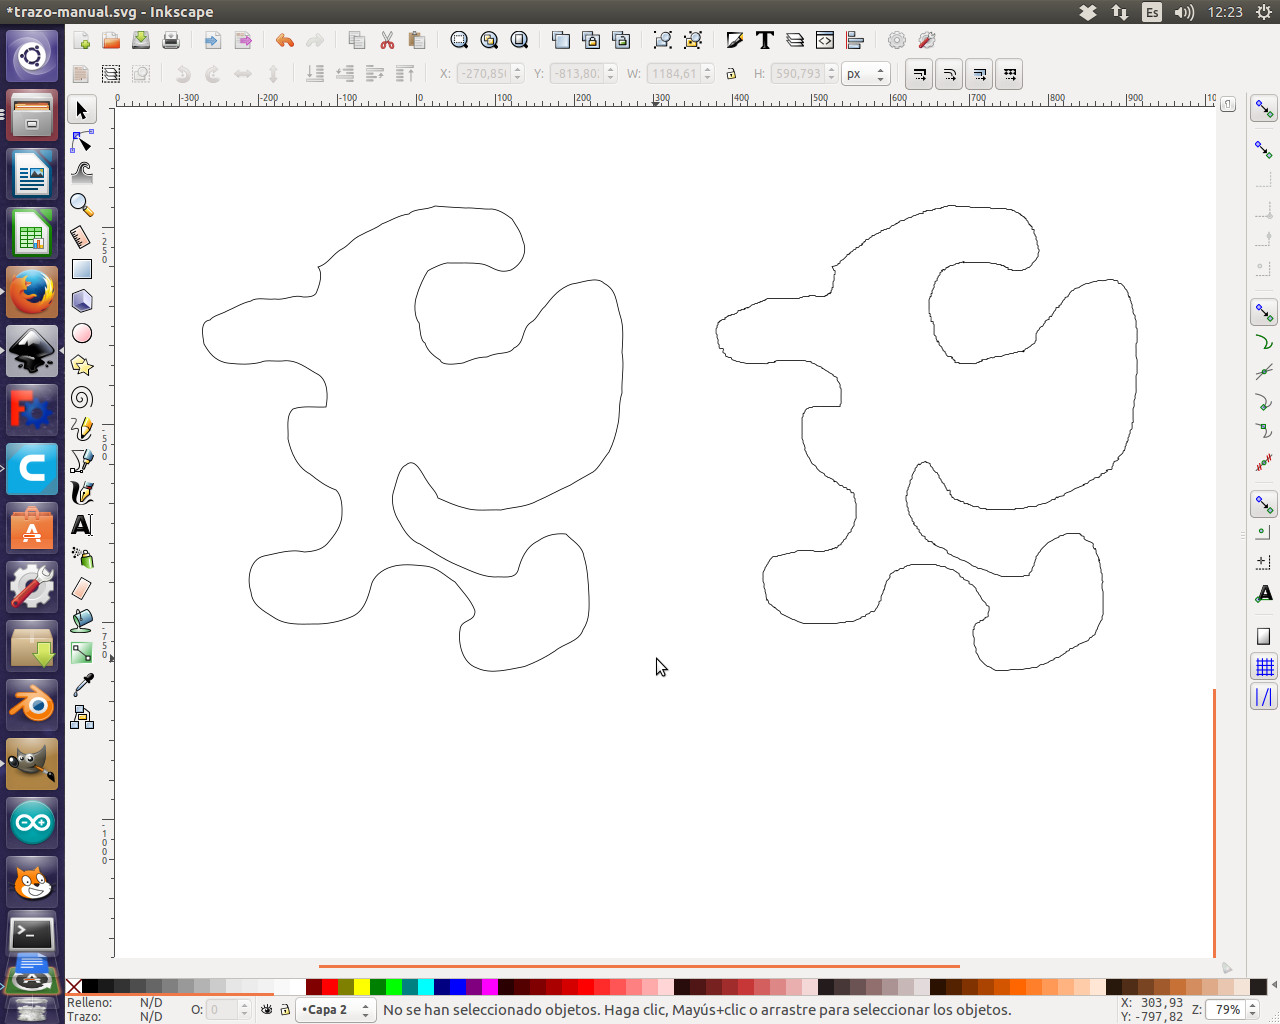 *trazo-manual.svg - Inkscape
Es
12:23
X: -270,85 Y: -813,80 W: 1184,61 H: 590,793 px
0 -300 -200 -100 0 100 200 300 400 500 600 700 800 900 10
-250
-500
-750
-1000
Relleno: N/D
Trazo: N/D
O: 0
•Capa 2
No se han seleccionado objetos. Haga clic, Mayús+clic o arrastre para seleccionar los objetos.
X: 303,93
Y: -797,82
Z: 79%